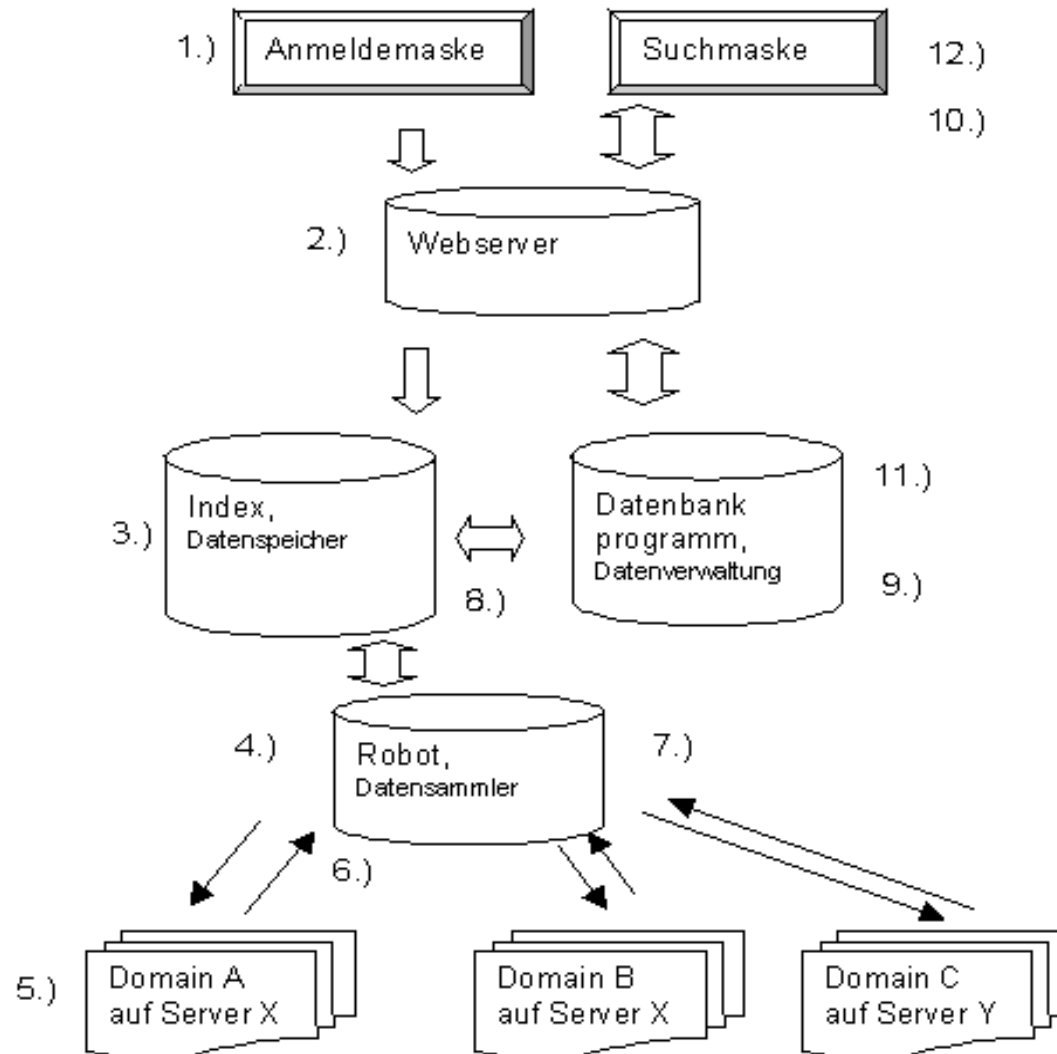 1.) Anmeldemaske
Suchmaske 12.)
10.)
2.) Webserver
3.) Index,
Datenspeicher
8.)
Datenbank
programm,
Datenverwaltung
11.)
9.)
4.) Robot,
Datensammler
7.)
6.)
5.) Domain A
auf Server X
Domain B
auf Server X
Domain C
auf Server Y